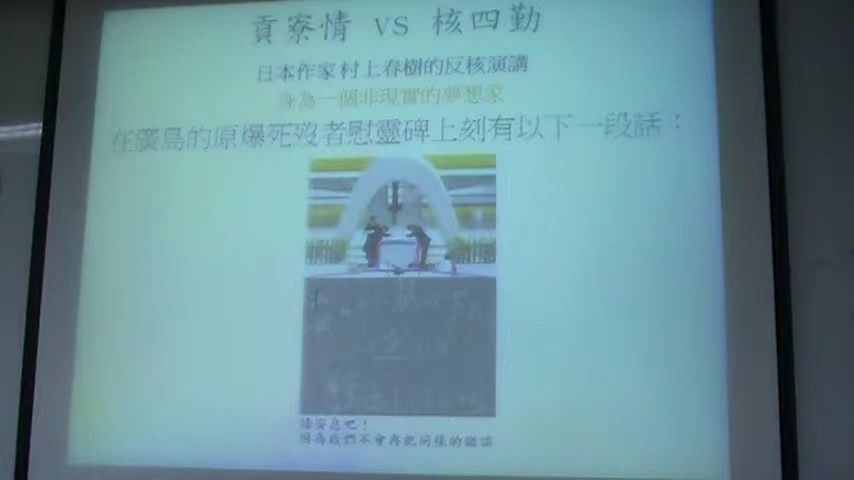 貢寮情 vs 核四勤
日本作家村上春樹的反核演講
身為一個非現實的夢想家
在廣島的原爆死歿者慰靈碑上刻有以下一段話：
請安息吧！
因為我們不會再犯同樣的錯誤